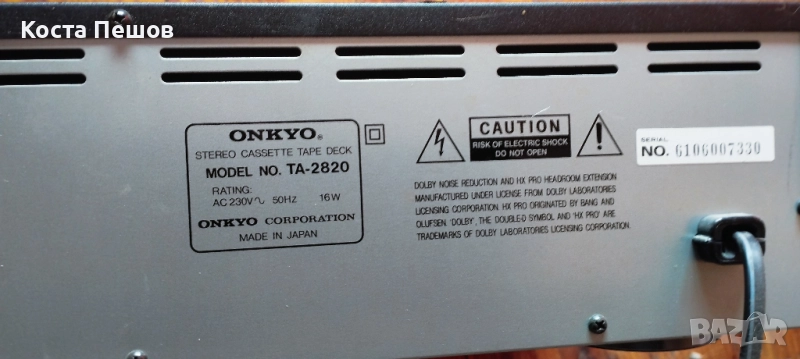 Коста Пешов
ONKYO®
STEREO CASSETTE TAPE DECK
MODEL NO. TA-2820
RATING:
AC 230V∿ 50HZ 16W
ONKYO CORPORATION
MADE IN JAPAN
CAUTION
RISK OF ELECTRIC SHOCK
DO NOT OPEN
DOLBY NOISE REDUCTION AND HX PRO HEADROOM EXTENSION
MANUFACTURED UNDER LICENSE FROM DOLBY LABORATORIES
LICENSING CORPORATION. HX PRO ORIGINATED BY BANG AND
OLUFSEN. 'DOLBY', THE DOUBLE-D SYMBOL AND 'HX PRO' ARE
TRADEMARKS OF DOLBY LABORATORIES LICENSING CORPORATION.
SERIAL
NO. 6106007330
BAZAR